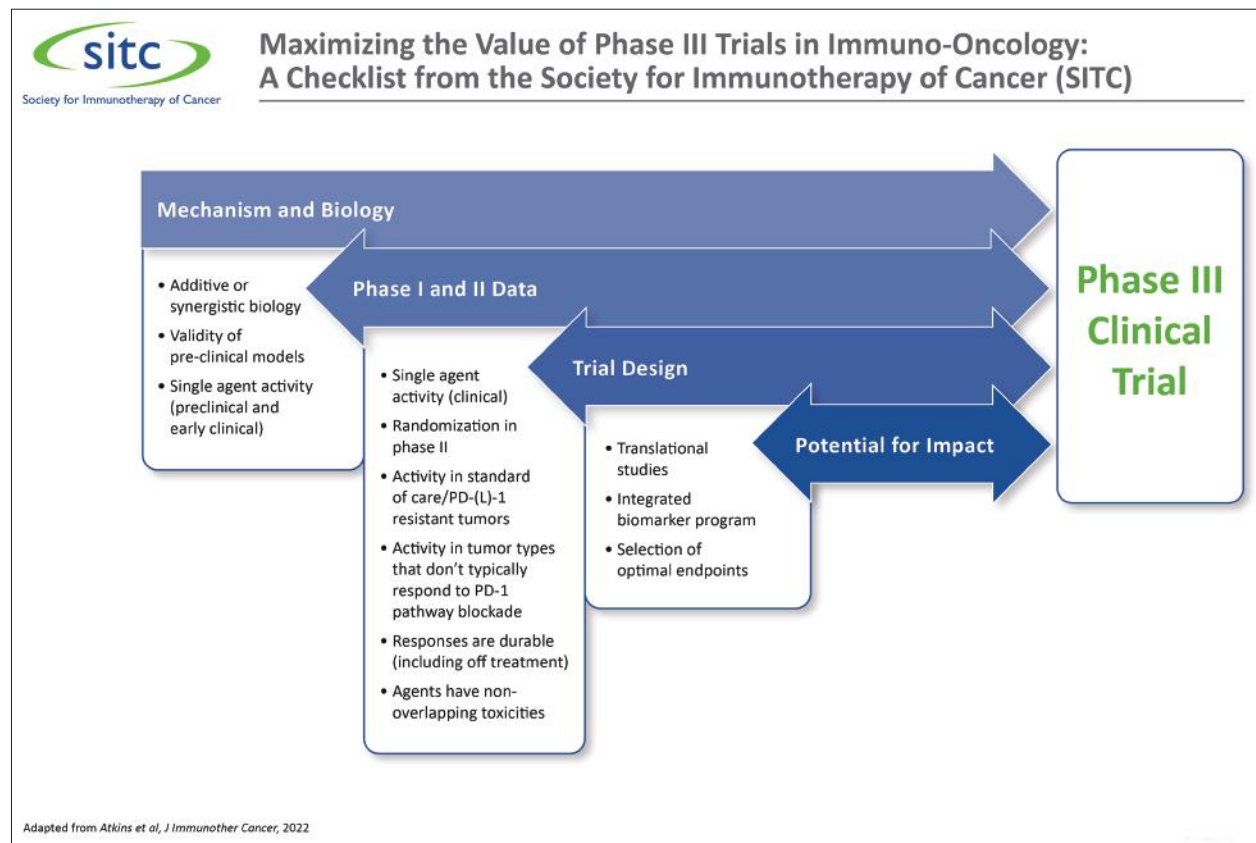 sitc
Society for Immunotherapy of Cancer
Maximizing the Value of Phase III Trials in Immuno-Oncology:
A Checklist from the Society for Immunotherapy of Cancer (SITC)
Mechanism and Biology
• Additive or
synergistic biology
• Validity of
pre-clinical models
• Single agent activity
(preclinical and
early clinical)
Phase I and II Data
• Single agent
activity (clinical)
• Randomization in
phase II
• Activity in standard
of care/PD-(L)-1
resistant tumors
• Activity in tumor types
that don't typically
respond to PD-1
pathway blockade
• Responses are durable
(including off treatment)
• Agents have non-
overlapping toxicities
Trial Design
• Translational
studies
• Integrated
biomarker program
• Selection of
optimal endpoints
Potential for Impact
Phase III
Clinical
Trial
Adapted from Atkins et al, J Immunother Cancer, 2022